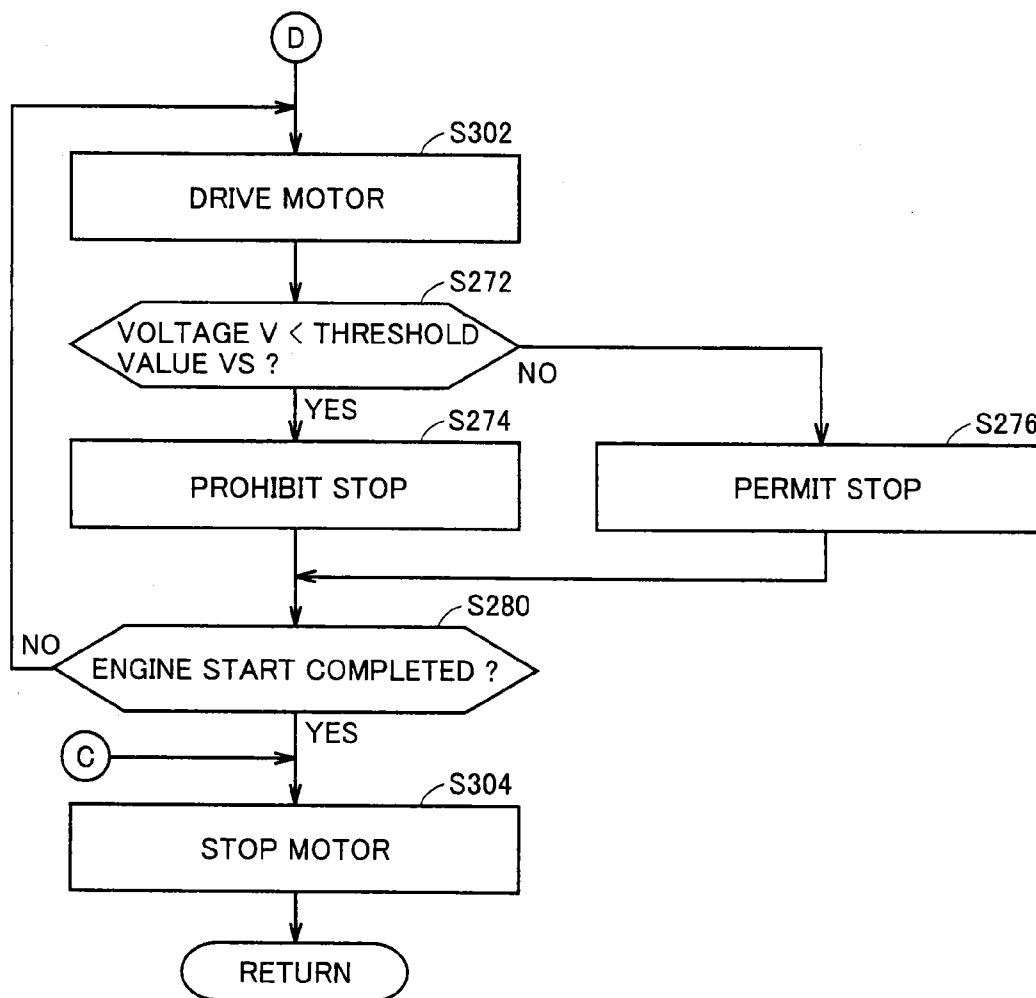 D
S302
DRIVE MOTOR
S272
VOLTAGE V < THRESHOLD
VALUE VS ?
NO
YES
S274
PROHIBIT STOP
S276
PERMIT STOP
S280
NO
ENGINE START COMPLETED ?
YES
C
S304
STOP MOTOR
RETURN